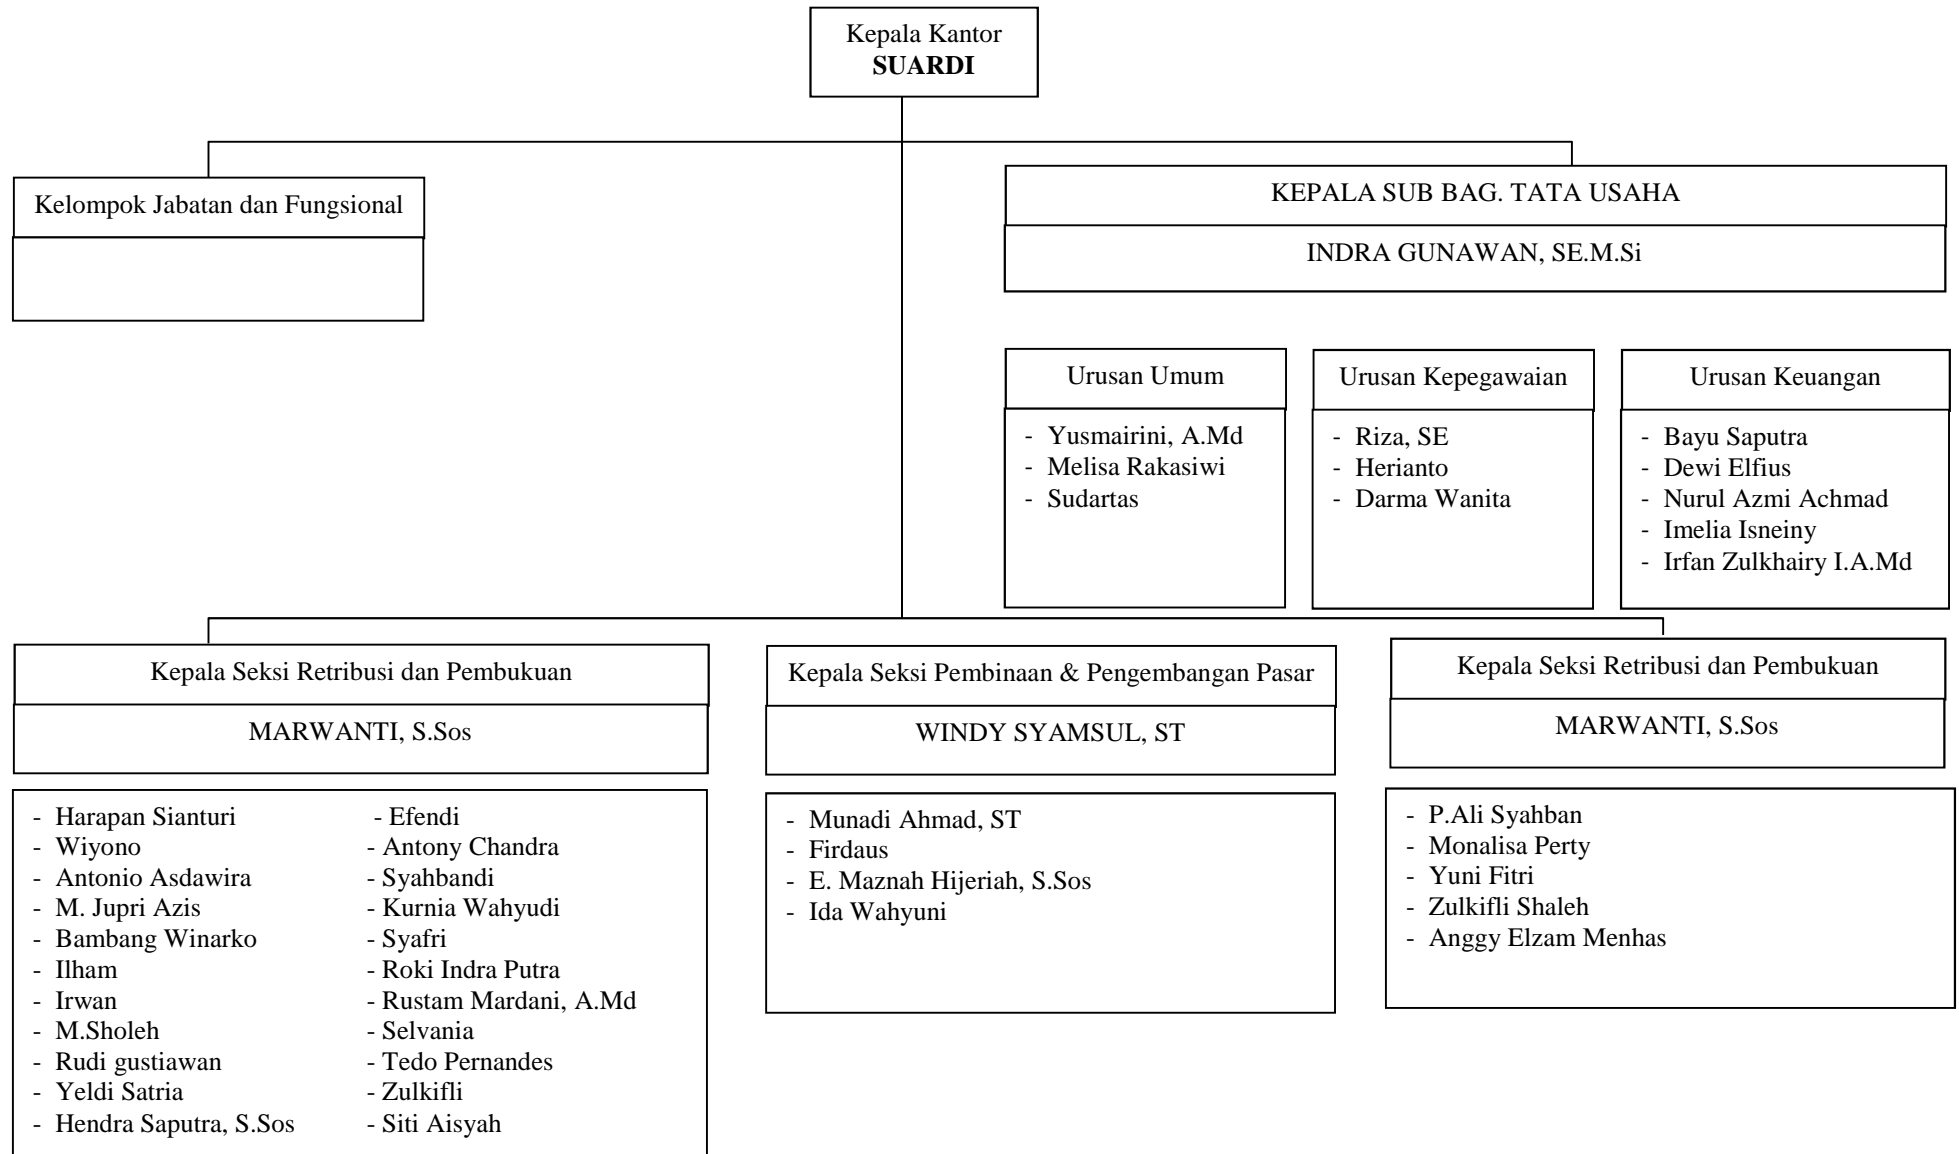 Kepala Kantor
SUARDI
Kelompok Jabatan dan Fungsional
KEPALA SUB BAG. TATA USAHA
INDRA GUNAWAN, SE.M.Si
Urusan Umum
- Yusmairini, A.Md
- Melisa Rakasiwi
- Sudartas
Urusan Kepegawaian
- Riza, SE
- Herianto
- Darma Wanita
Urusan Keuangan
- Bayu Saputra
- Dewi Elfius
- Nurul Azmi Achmad
- Imelia Isneiny
- Irfan Zulkhairy I.A.Md
Kepala Seksi Retribusi dan Pembukuan
MARWANTI, S.Sos
- Harapan Sianturi
- Wiyono
- Antonio Asdawira
- M. Jupri Azis
- Bambang Winarko
- Ilham
- Irwan
- M.Sholeh
- Rudi gustiawan
- Yeldi Satria
- Hendra Saputra, S.Sos
- Efendi
- Antony Chandra
- Syahbandi
- Kurnia Wahyudi
- Syafri
- Roki Indra Putra
- Rustam Mardani, A.Md
- Selvania
- Tedo Pernandes
- Zulkifli
- Siti Aisyah
Kepala Seksi Pembinaan & Pengembangan Pasar
WINDY SYAMSUL, ST
- Munadi Ahmad, ST
- Firdaus
- E. Maznah Hijeriah, S.Sos
- Ida Wahyuni
Kepala Seksi Retribusi dan Pembukuan
MARWANTI, S.Sos
- P.Ali Syahban
- Monalisa Perty
- Yuni Fitri
- Zulkifli Shaleh
- Anggy Elzam Menhas